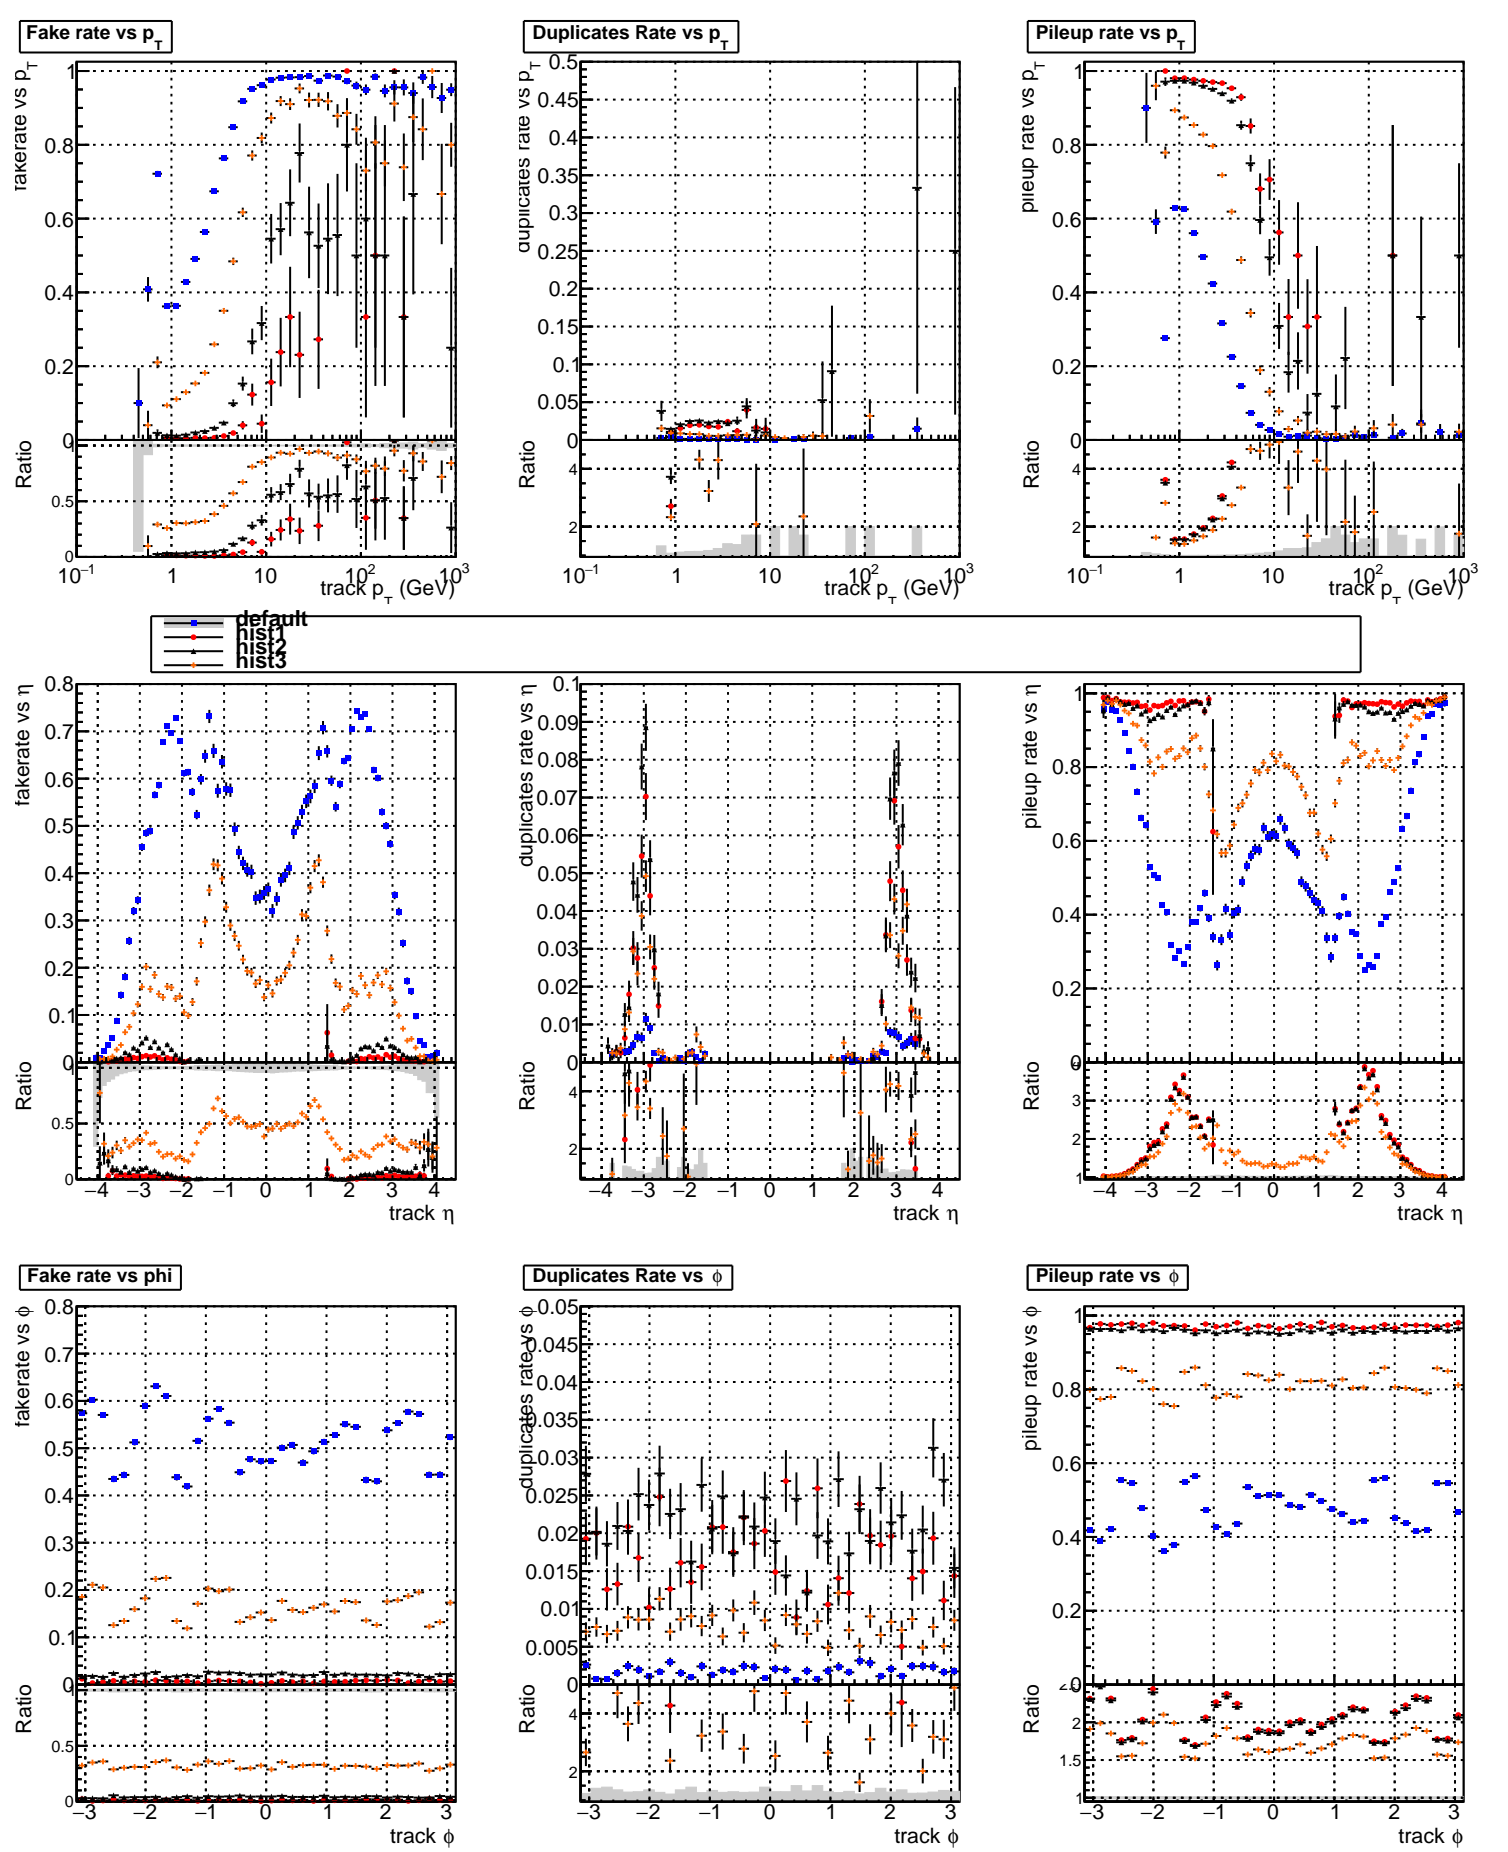 Fake rate vs p_T
Duplicates Rate vs p_T
Pileup rate vs p_T
fakerate vs p_T
1
0.8
0.6
0.4
0.2
0
Ratio
0.5
0
10⁻¹ 1 10 10² 10³
track p_T (GeV)
duplicates rate vs p_T
0.5
0.45
0.4
0.35
0.3
0.25
0.2
0.15
0.1
0.05
0
Ratio
4
2
10⁻¹ 1 10 10² 10³
track p_T (GeV)
pileup rate vs p_T
1
0.8
0.6
0.4
0.2
0
Ratio
4
2
10⁻¹ 1 10 10² 10³
track p_T (GeV)
default
hist1
hist2
hist3
fakerate vs η
0.8
0.7
0.6
0.5
0.4
0.3
0.2
0.1
0
Ratio
1
0.5
0
−4 −3 −2 −1 0 1 2 3 4
track η
duplicates rate vs η
0.1
0.09
0.08
0.07
0.06
0.05
0.04
0.03
0.02
0.01
0
Ratio
4
2
−4 −3 −2 −1 0 1 2 3 4
track η
pileup rate vs η
1
0.8
0.6
0.4
0.2
0
Ratio
3
2
1
−4 −3 −2 −1 0 1 2 3 4
track η
Fake rate vs phi
Duplicates Rate vs ϕ
Pileup rate vs ϕ
fakerate vs ϕ
0.8
0.7
0.6
0.5
0.4
0.3
0.2
0.1
0
Ratio
1
0.5
0
−3 −2 −1 0 1 2 3
track ϕ
duplicates rate vs ϕ
0.05
0.045
0.04
0.035
0.03
0.025
0.02
0.015
0.01
0.005
0
Ratio
4
2
−3 −2 −1 0 1 2 3
track ϕ
pileup rate vs ϕ
1
0.8
0.6
0.4
0.2
Ratio
2
1.5
1
−3 −2 −1 0 1 2 3
track ϕ